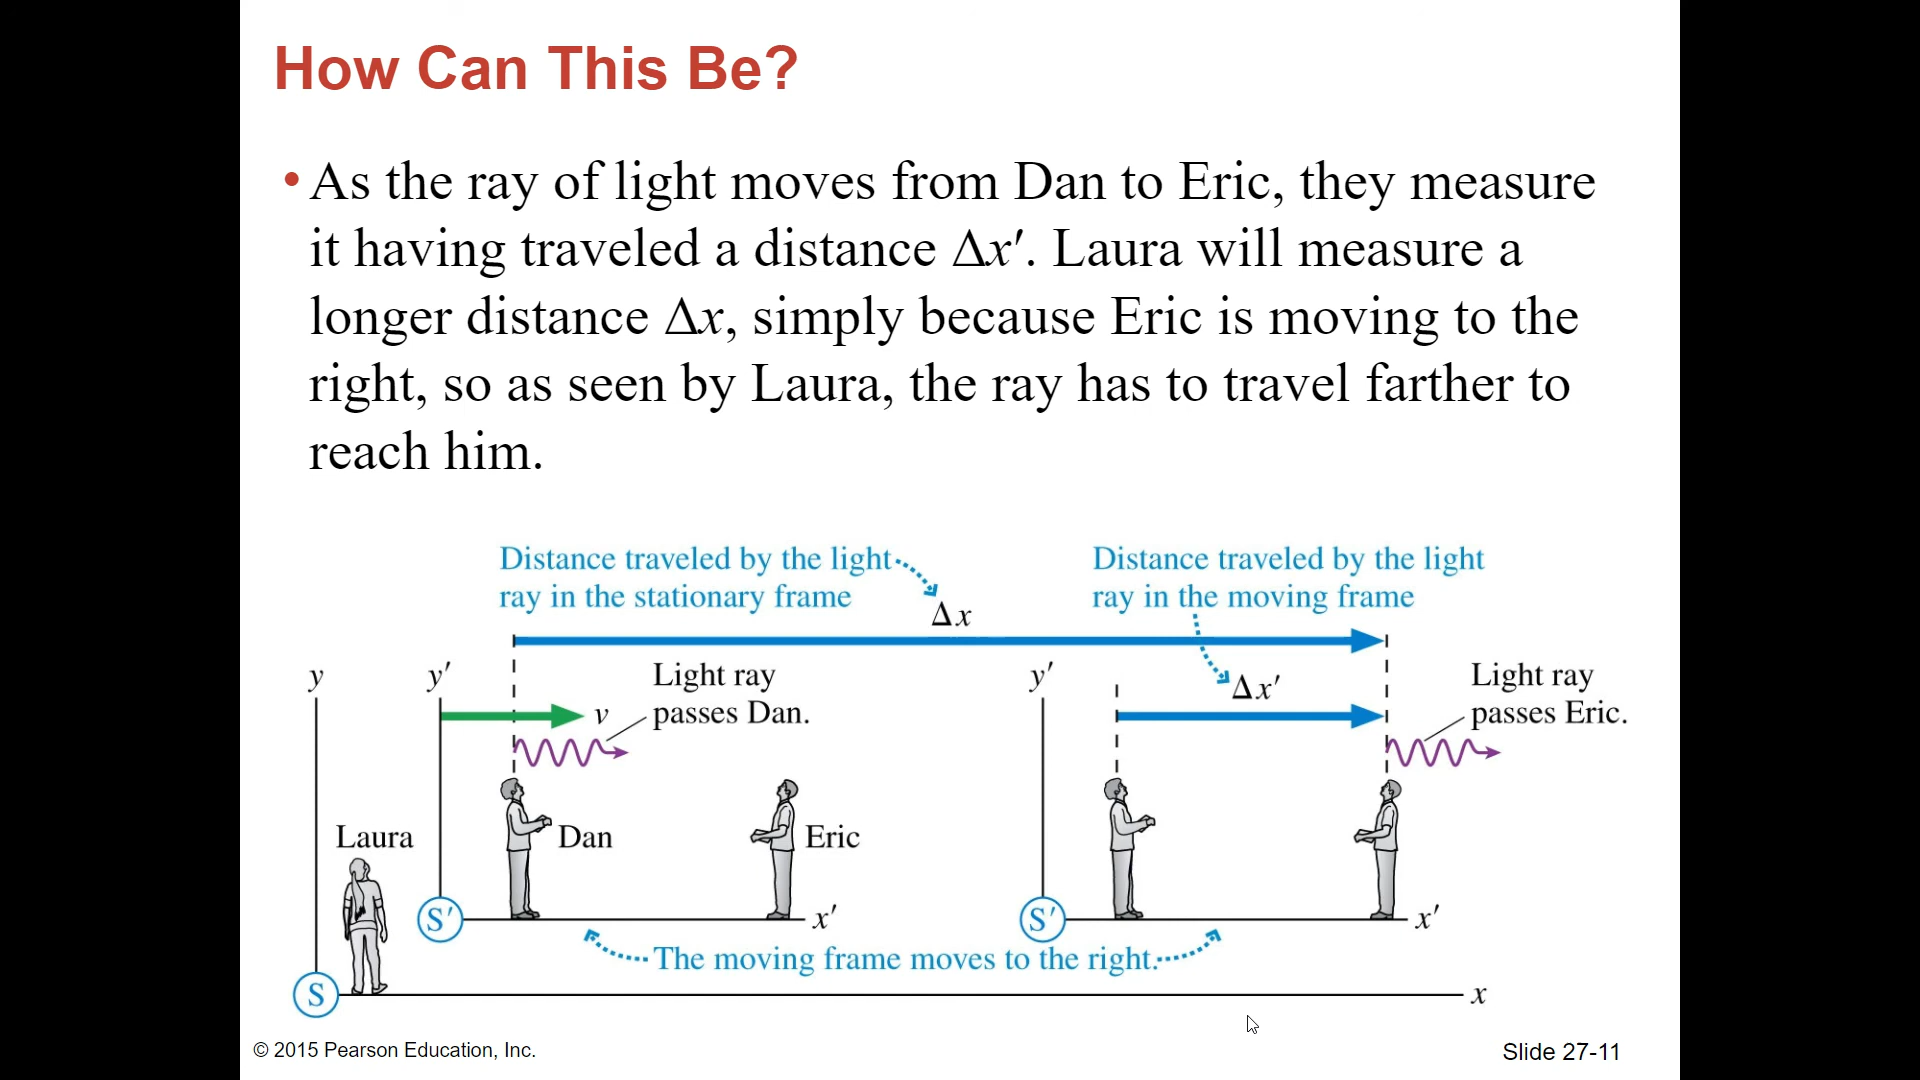 How Can This Be?
• As the ray of light moves from Dan to Eric, they measure
it having traveled a distance Δx′. Laura will measure a
longer distance Δx, simply because Eric is moving to the
right, so as seen by Laura, the ray has to travel farther to
reach him.
Distance traveled by the light
ray in the stationary frame
Δx
Distance traveled by the light
ray in the moving frame
Δx′
y
y′
v
Light ray
passes Dan.
y′
Light ray
passes Eric.
Laura
Dan
Eric
S′
x′
S′
x′
The moving frame moves to the right.
S
x
© 2015 Pearson Education, Inc.
Slide 27-11